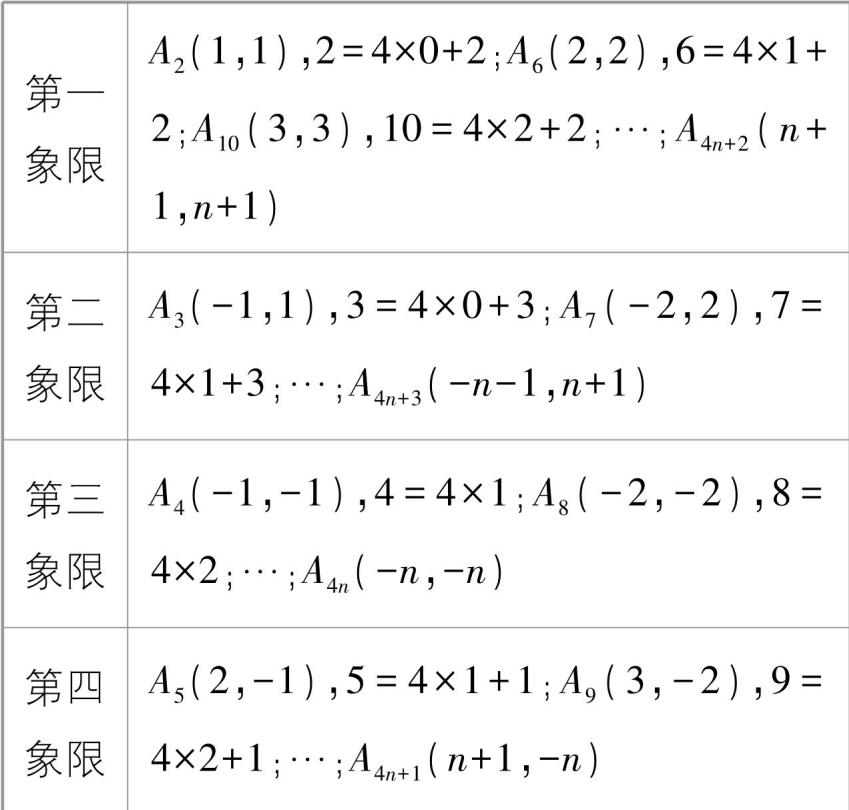 第一
象限
A₂(1,1),2=4×0+2;A₆(2,2),6=4×1+
2;A₁₀(3,3),10=4×2+2;…;A₄ₙ₊₂(n+
1,n+1)
第二
象限
A₃(-1,1),3=4×0+3;A₇(-2,2),7=
4×1+3;…;A₄ₙ₊₃(-n-1,n+1)
第三
象限
A₄(-1,-1),4=4×1;A₈(-2,-2),8=
4×2;…;A₄ₙ(-n,-n)
第四
象限
A₅(2,-1),5=4×1+1;A₉(3,-2),9=
4×2+1;…;A₄ₙ₊₁(n+1,-n)